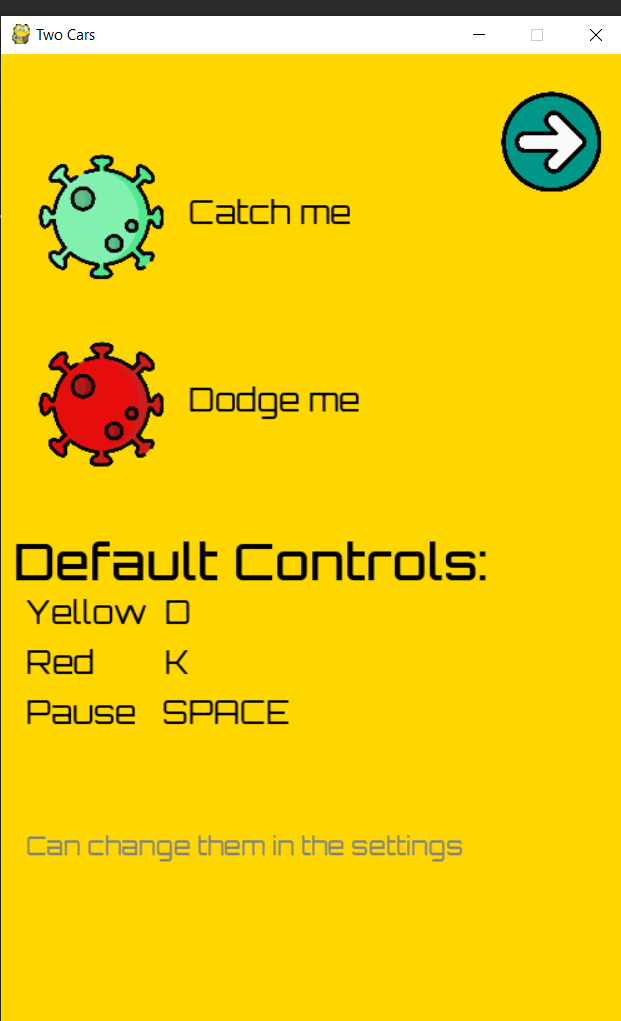 Two Cars
Catch me
Dodge me
Default Controls:
Yellow D
Red K
Pause SPACE
Can change them in the settings